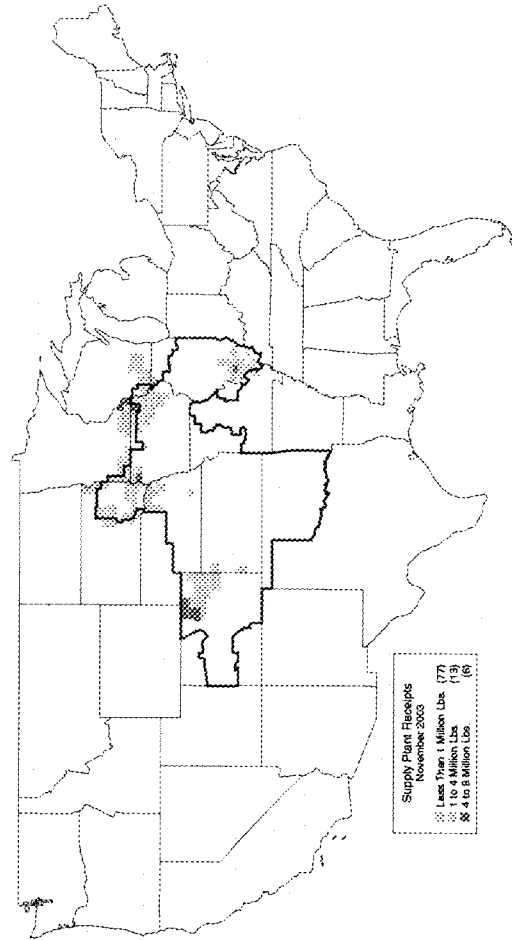 Supply Plant Receipts
November 2003
Less Than 1 Million Lbs. (77)
1 to 4 Million Lbs. (13)
4 to 8 Million Lbs. (6)